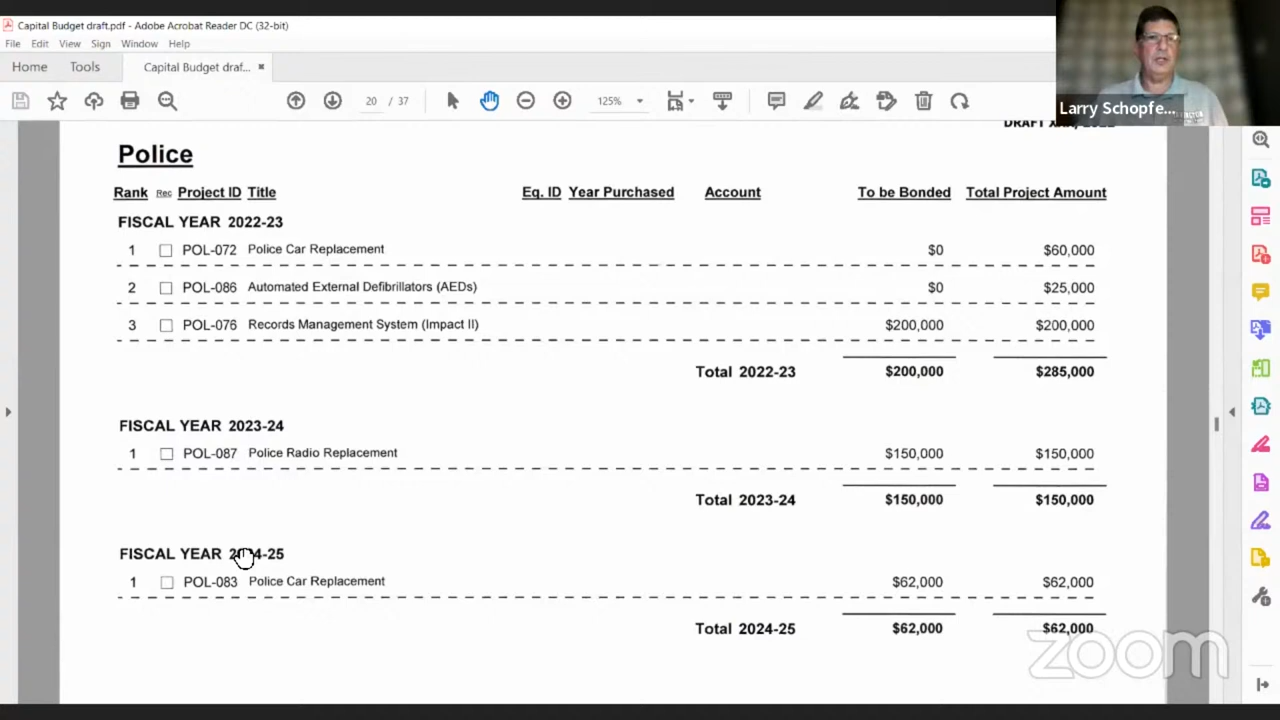 Capital Budget draft.pdf - Adobe Acrobat Reader DC (32-bit)
File Edit View Sign Window Help
Home Tools Capital Budget draf...
20 / 37 125%
Larry Schopfe...
Police
Rank Rec Project ID Title Eq. ID Year Purchased Account To be Bonded Total Project Amount
FISCAL YEAR 2022-23
1 POL-072 Police Car Replacement $0 $60,000
2 POL-086 Automated External Defibrillators (AEDs) $0 $25,000
3 POL-076 Records Management System (Impact II) $200,000 $200,000
Total 2022-23 $200,000 $285,000
FISCAL YEAR 2023-24
1 POL-087 Police Radio Replacement $150,000 $150,000
Total 2023-24 $150,000 $150,000
FISCAL YEAR 2024-25
1 POL-083 Police Car Replacement $62,000 $62,000
Total 2024-25 $62,000 $62,000
zoom